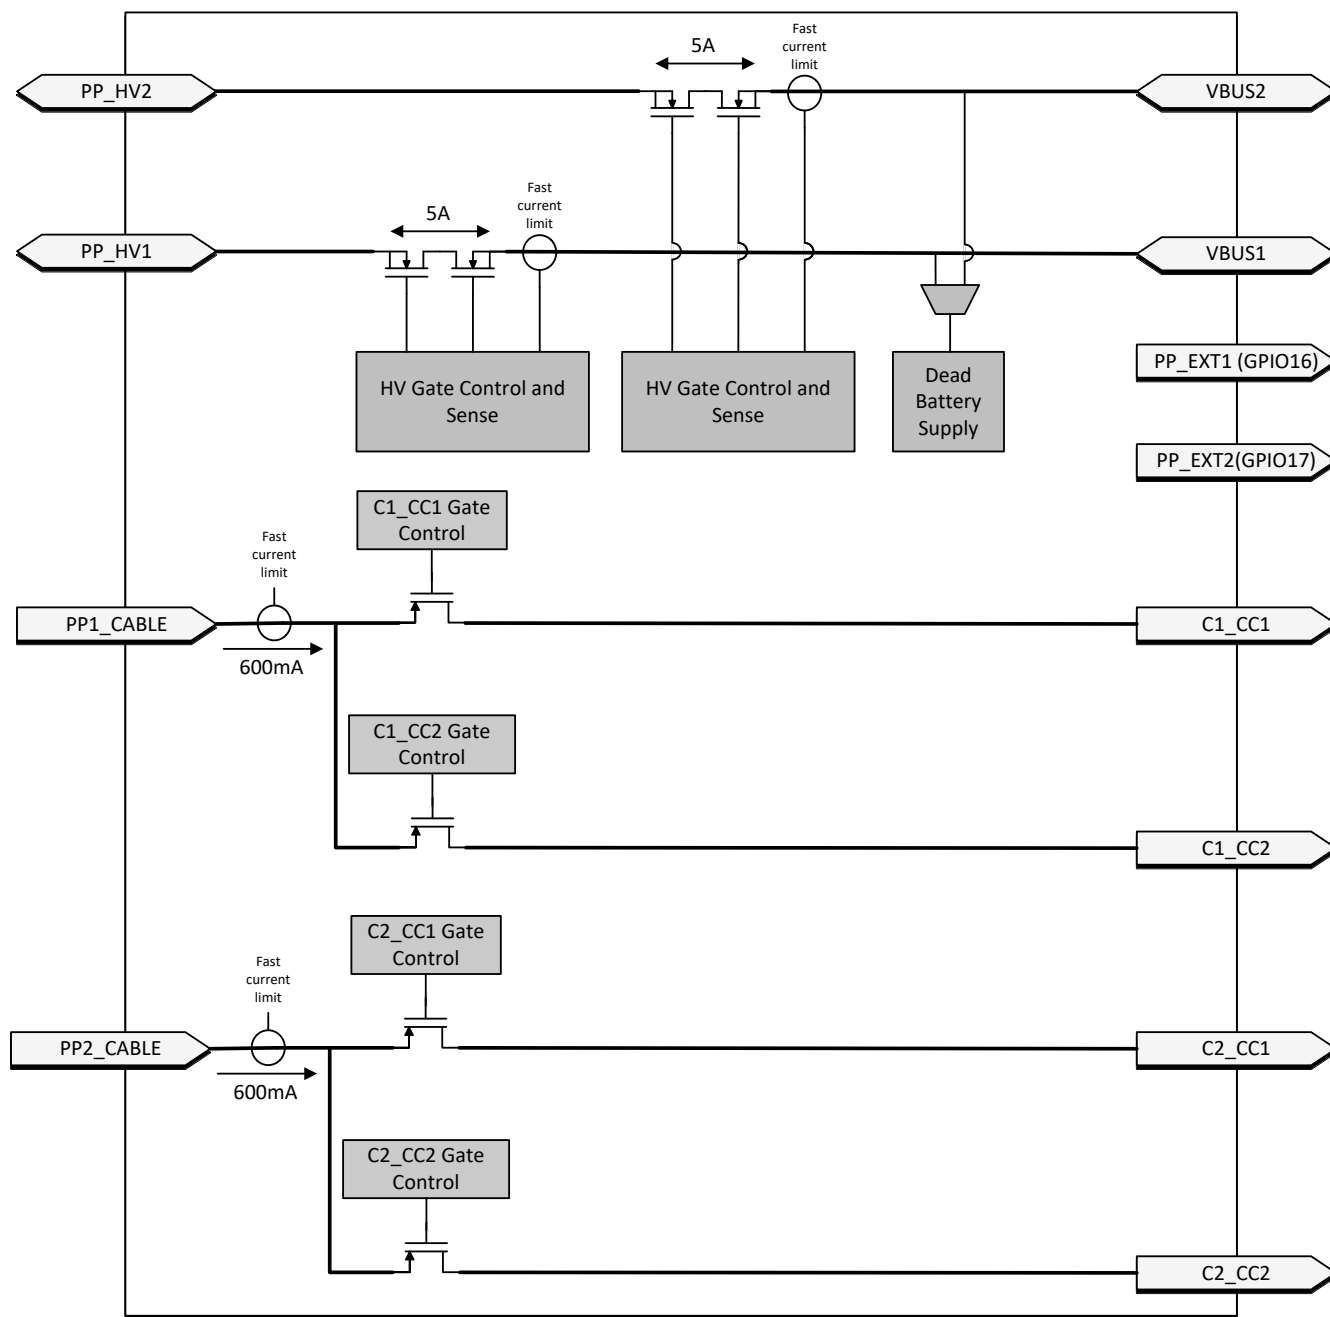 5A
Fast
current
limit
PP_HV2
VBUS2
5A
Fast
current
limit
PP_HV1
VBUS1
HV Gate Control and
Sense
HV Gate Control and
Sense
Dead
Battery
Supply
PP_EXT1 (GPIO16)
PP_EXT2(GPIO17)
C1_CC1 Gate
Control
Fast
current
limit
PP1_CABLE
600mA
C1_CC1
C1_CC2 Gate
Control
C1_CC2
C2_CC1 Gate
Control
Fast
current
limit
PP2_CABLE
600mA
C2_CC1
C2_CC2 Gate
Control
C2_CC2